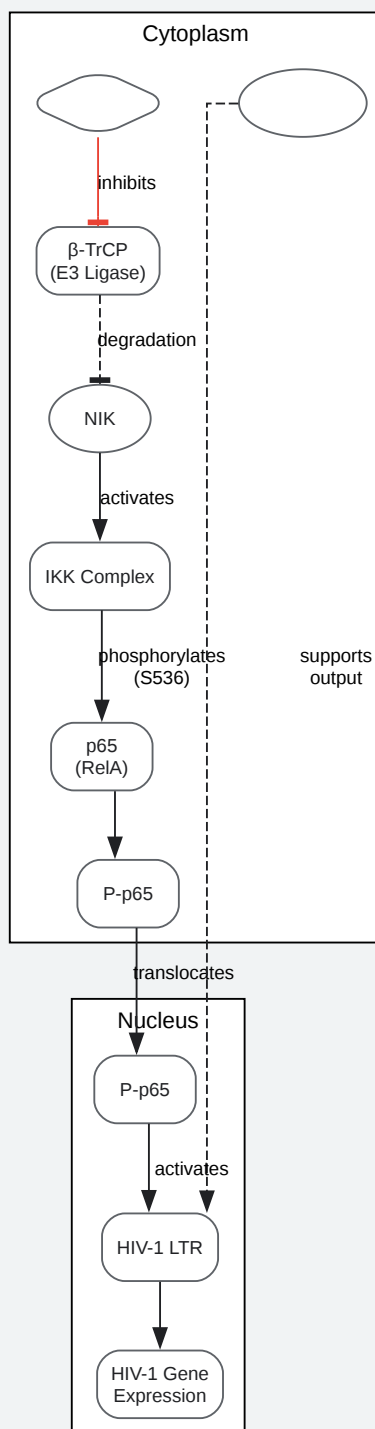 Cytoplasm
inhibits
β-TrCP
(E3 Ligase)
degradation
NIK
activates
IKK Complex
phosphorylates
(S536)
supports
output
p65
(RelA)
P-p65
translocates
Nucleus
P-p65
activates
HIV-1 LTR
HIV-1 Gene
Expression